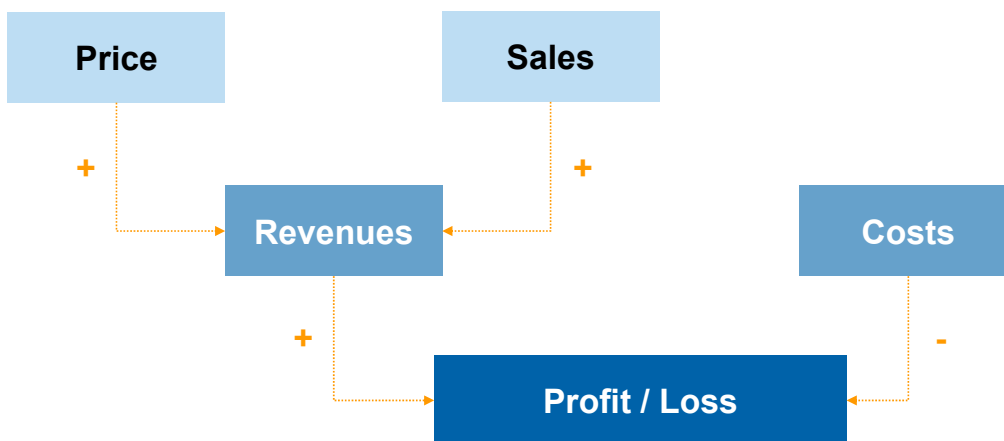 Price
Sales
+
+
Revenues
Costs
+
-
Profit / Loss